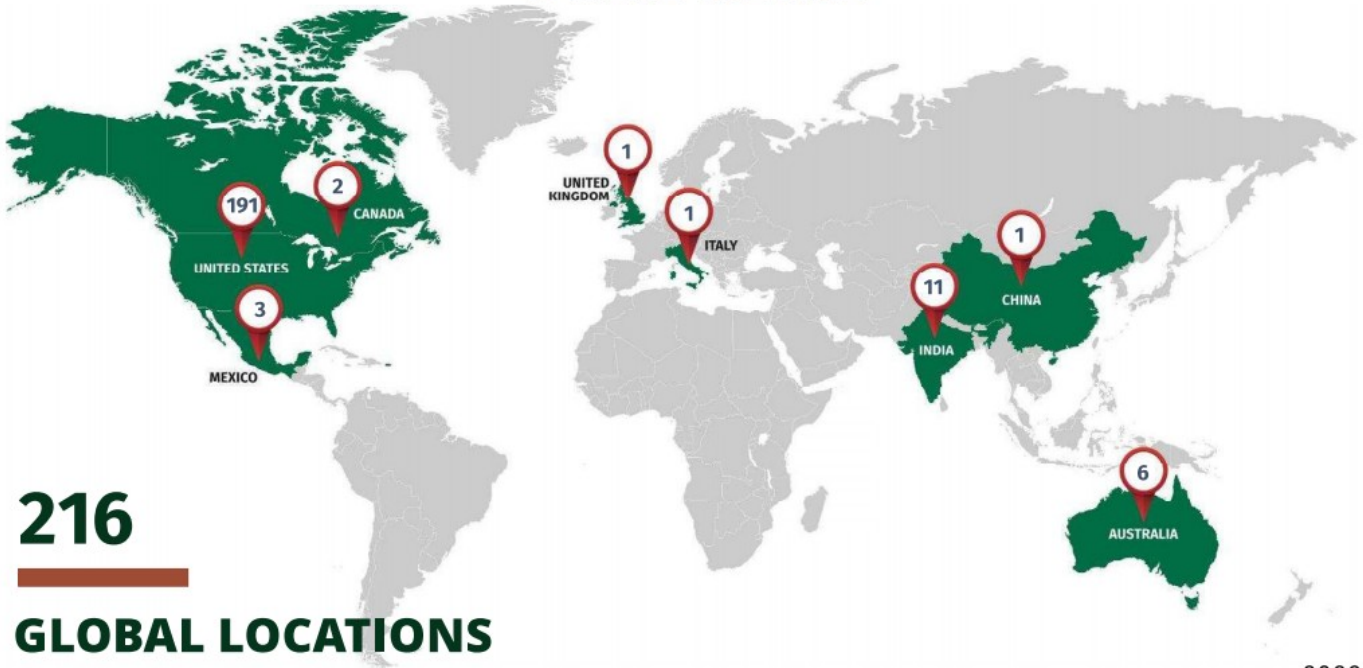 191
2
CANADA
UNITED STATES
3
MEXICO
1
UNITED
KINGDOM
1
ITALY
1
CHINA
11
INDIA
6
AUSTRALIA
216
GLOBAL LOCATIONS